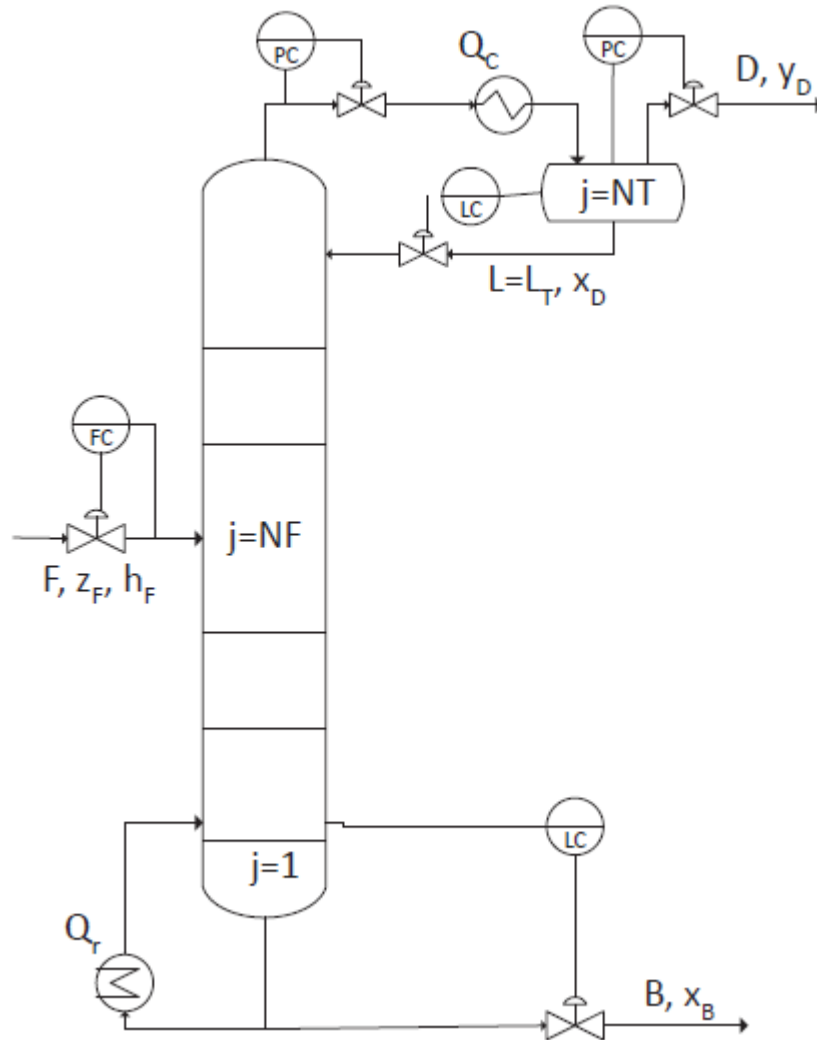 PC
Q_C
PC
D, y_D
LC
j=NT
L=L_T, x_D
FC
j=NF
F, z_F, h_F
LC
j=1
Q_r
B, x_B